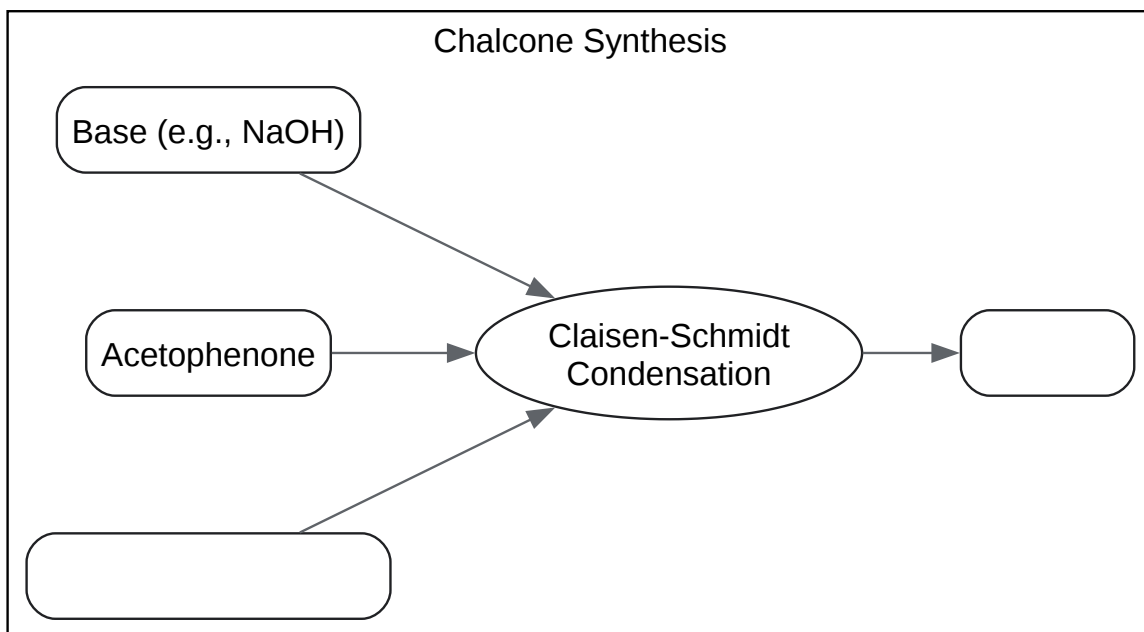 Chalcone Synthesis
Base (e.g., NaOH)
Acetophenone
Claisen-Schmidt
Condensation